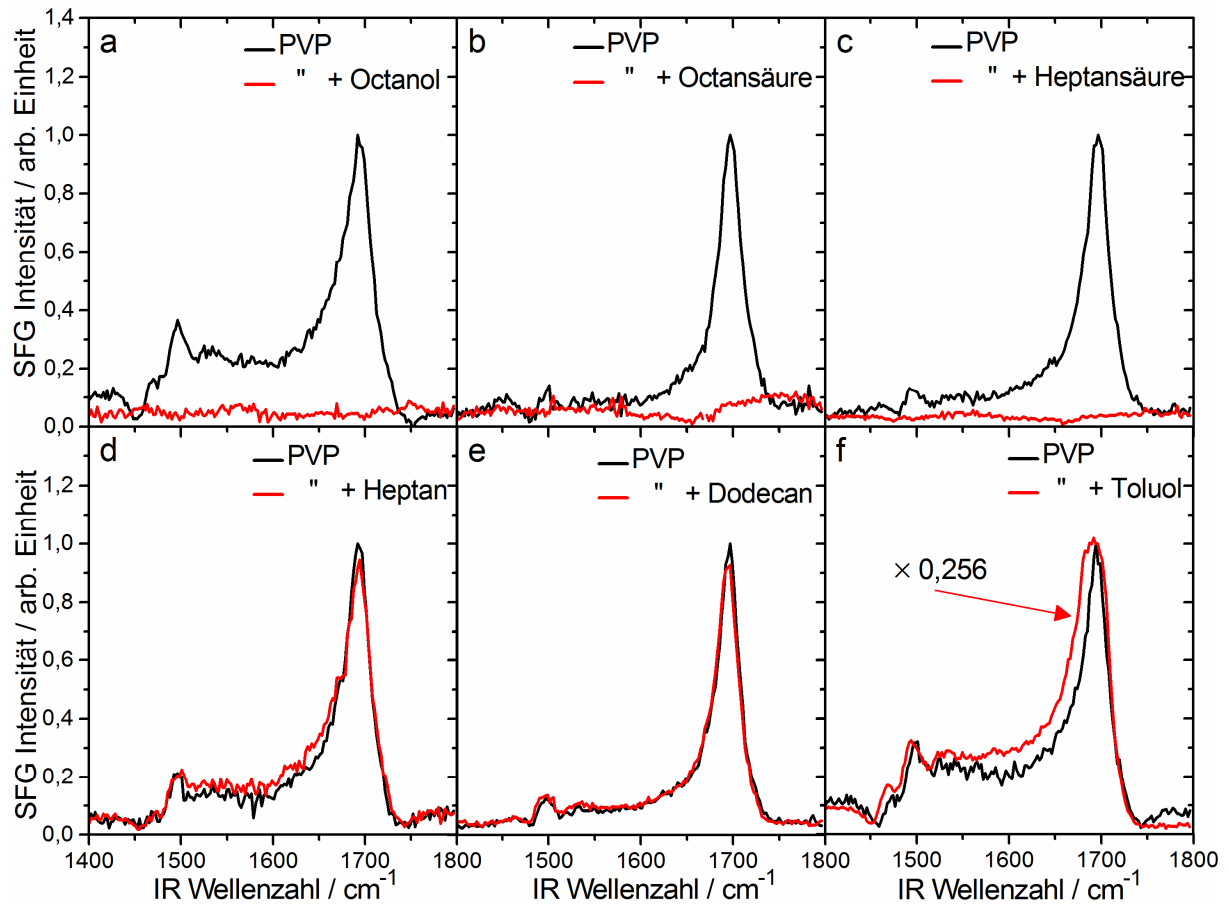 a
PVP
" + Octanol
b
PVP
" + Octansäure
c
PVP
" + Heptansäure
1,4
1,2
1,0
0,8
0,6
0,4
0,2
0,0
SFG Intensität / arb. Einheit
d
PVP
" + Heptan
e
PVP
" + Dodecan
f
PVP
" + Toluol
× 0,256
1,2
1,0
0,8
0,6
0,4
0,2
0,0
SFG Intensität / arb. Einheit
1400 1500 1600 1700 1800 1500 1600 1700 1800 1500 1600 1700 1800
IR Wellenzahl / cm⁻¹ IR Wellenzahl / cm⁻¹ IR Wellenzahl / cm⁻¹